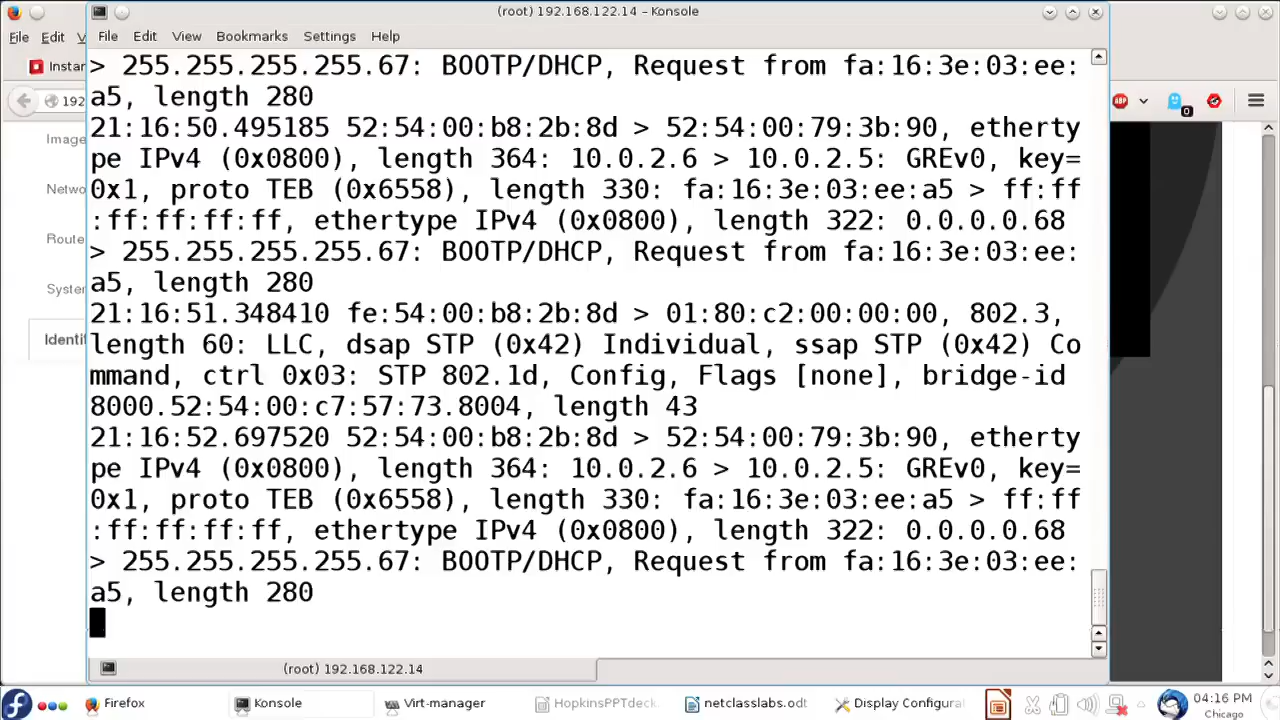 (root) 192.168.122.14 – Konsole
File Edit View Bookmarks Settings Help
File Edit
Instan
192
ABP
0
Image
Netwo
Route
Syster
Identi
> 255.255.255.255.67: BOOTP/DHCP, Request from fa:16:3e:03:ee:
a5, length 280
21:16:50.495185 52:54:00:b8:2b:8d > 52:54:00:79:3b:90, etherty
pe IPv4 (0x0800), length 364: 10.0.2.6 > 10.0.2.5: GREv0, key=
0x1, proto TEB (0x6558), length 330: fa:16:3e:03:ee:a5 > ff:ff
:ff:ff:ff:ff, ethertype IPv4 (0x0800), length 322: 0.0.0.0.68
> 255.255.255.255.67: BOOTP/DHCP, Request from fa:16:3e:03:ee:
a5, length 280
21:16:51.348410 fe:54:00:b8:2b:8d > 01:80:c2:00:00:00, 802.3,
length 60: LLC, dsap STP (0x42) Individual, ssap STP (0x42) Co
mmand, ctrl 0x03: STP 802.1d, Config, Flags [none], bridge-id
8000.52:54:00:c7:57:73.8004, length 43
21:16:52.697520 52:54:00:b8:2b:8d > 52:54:00:79:3b:90, etherty
pe IPv4 (0x0800), length 364: 10.0.2.6 > 10.0.2.5: GREv0, key=
0x1, proto TEB (0x6558), length 330: fa:16:3e:03:ee:a5 > ff:ff
:ff:ff:ff:ff, ethertype IPv4 (0x0800), length 322: 0.0.0.0.68
> 255.255.255.255.67: BOOTP/DHCP, Request from fa:16:3e:03:ee:
a5, length 280
(root) 192.168.122.14
Firefox Konsole Virt-manager HopkinsPPTdeck netclasslabs.odt Display Configurat 04:16 PM
Chicago